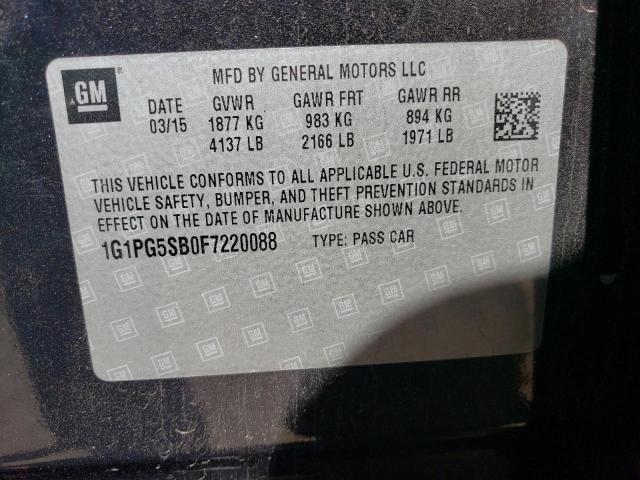 GM ® MFD BY GENERAL MOTORS LLC
DATE GVWR GAWR FRT GAWR RR
03/15 1877 KG 983 KG 894 KG
4137 LB 2166 LB 1971 LB
THIS VEHICLE CONFORMS TO ALL APPLICABLE U.S. FEDERAL MOTOR
VEHICLE SAFETY, BUMPER, AND THEFT PREVENTION STANDARDS IN
EFFECT ON THE DATE OF MANUFACTURE SHOWN ABOVE.
1G1PG5SB0F7220088 TYPE: PASS CAR